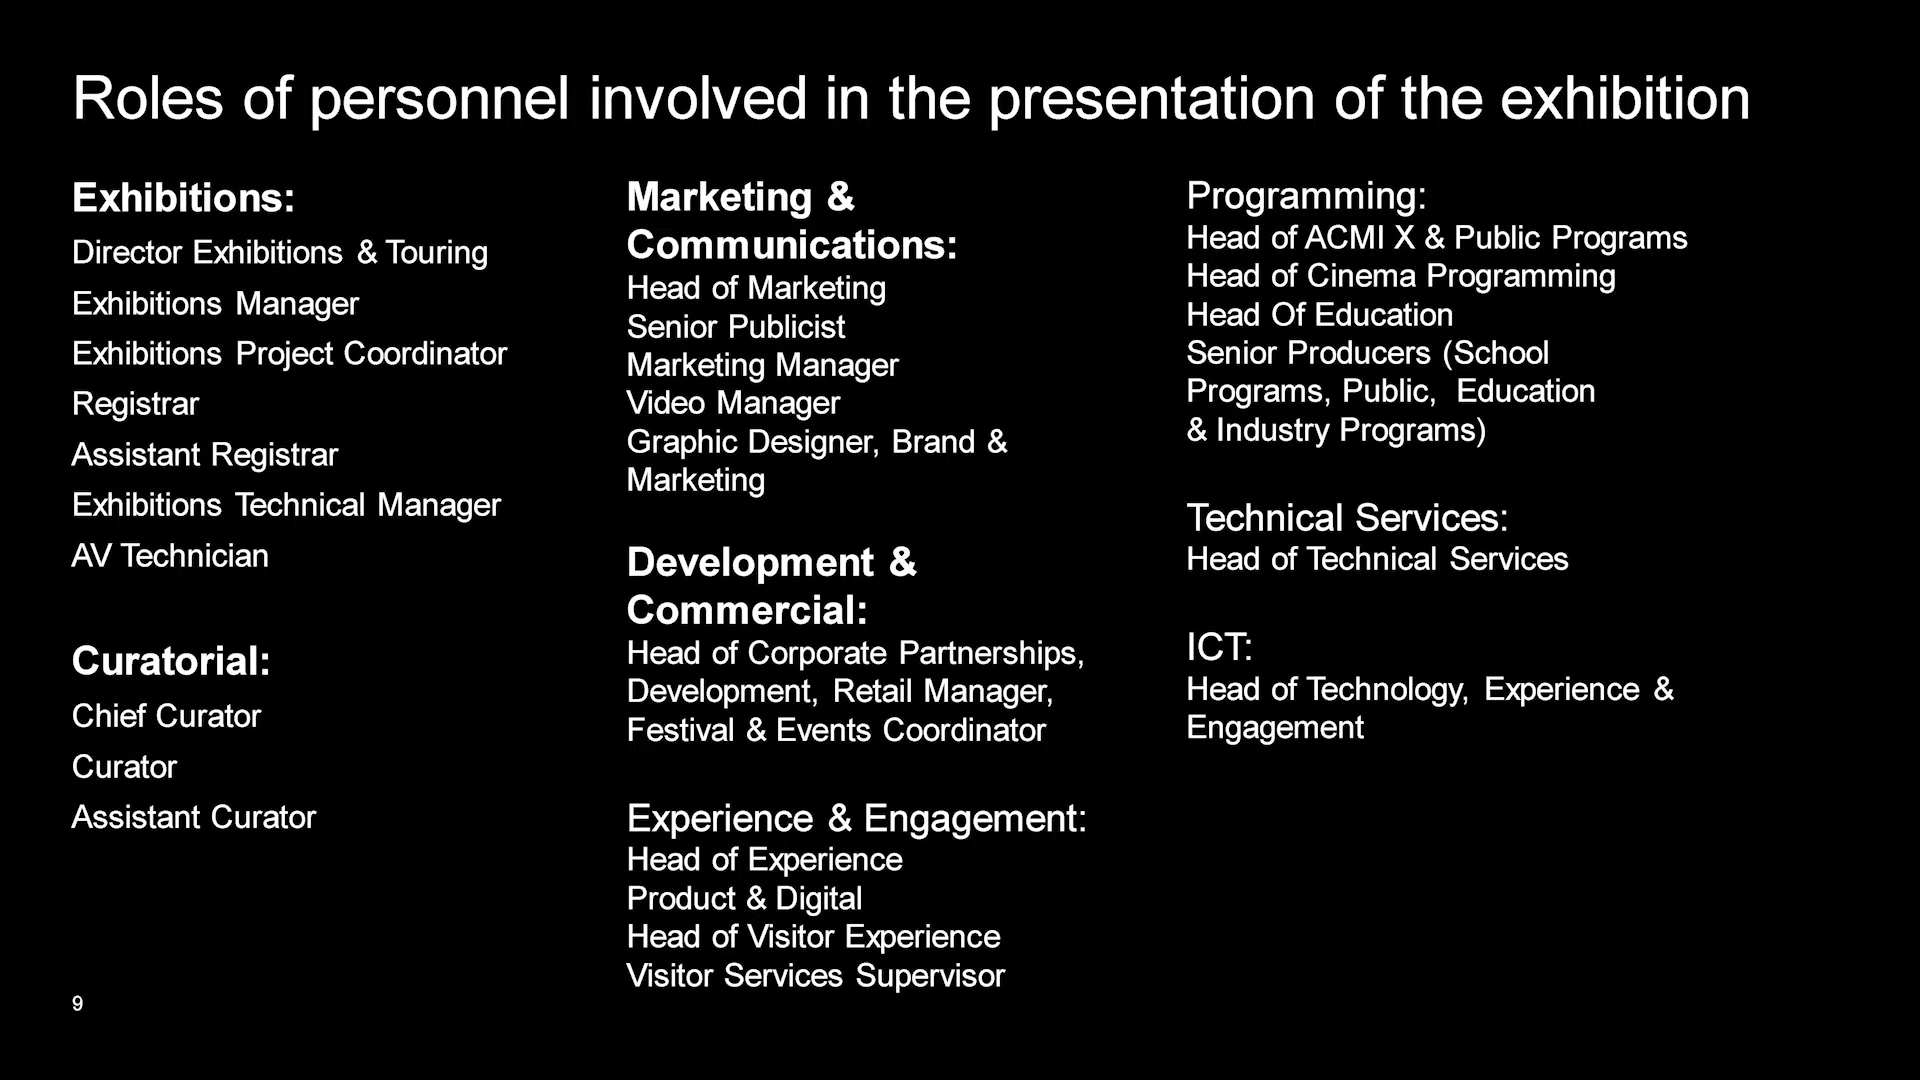 Roles of personnel involved in the presentation of the exhibition
Exhibitions:
Director Exhibitions & Touring
Exhibitions Manager
Exhibitions Project Coordinator
Registrar
Assistant Registrar
Exhibitions Technical Manager
AV Technician
Curatorial:
Chief Curator
Curator
Assistant Curator
Marketing &
Communications:
Head of Marketing
Senior Publicist
Marketing Manager
Video Manager
Graphic Designer, Brand &
Marketing
Development &
Commercial:
Head of Corporate Partnerships,
Development, Retail Manager,
Festival & Events Coordinator
Experience & Engagement:
Head of Experience
Product & Digital
Head of Visitor Experience
Visitor Services Supervisor
Programming:
Head of ACMI X & Public Programs
Head of Cinema Programming
Head Of Education
Senior Producers (School
Programs, Public, Education
& Industry Programs)
Technical Services:
Head of Technical Services
ICT:
Head of Technology, Experience &
Engagement
9